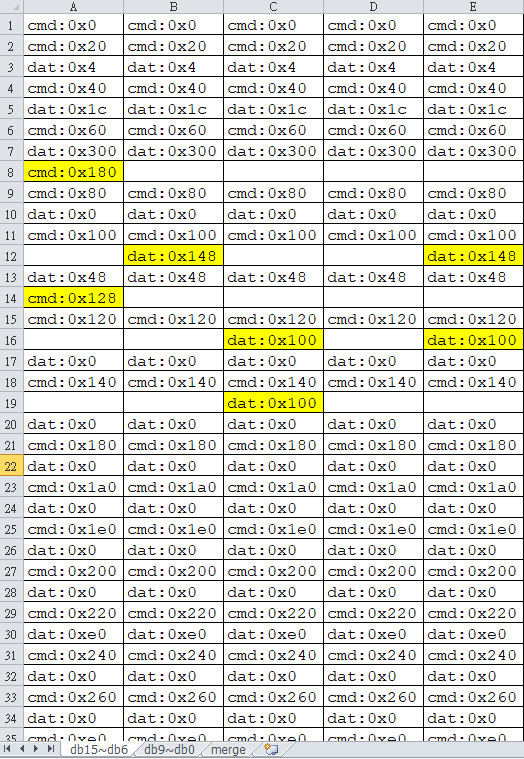 A B C D E
1 cmd:0x0 cmd:0x0 cmd:0x0 cmd:0x0 cmd:0x0
2 cmd:0x20 cmd:0x20 cmd:0x20 cmd:0x20 cmd:0x20
3 dat:0x4 dat:0x4 dat:0x4 dat:0x4 dat:0x4
4 cmd:0x40 cmd:0x40 cmd:0x40 cmd:0x40 cmd:0x40
5 dat:0x1c dat:0x1c dat:0x1c dat:0x1c dat:0x1c
6 cmd:0x60 cmd:0x60 cmd:0x60 cmd:0x60 cmd:0x60
7 dat:0x300 dat:0x300 dat:0x300 dat:0x300 dat:0x300
8 cmd:0x180
9 cmd:0x80 cmd:0x80 cmd:0x80 cmd:0x80 cmd:0x80
10 dat:0x0 dat:0x0 dat:0x0 dat:0x0 dat:0x0
11 cmd:0x100 cmd:0x100 cmd:0x100 cmd:0x100 cmd:0x100
12 dat:0x148 dat:0x148
13 dat:0x48 dat:0x48 dat:0x48 dat:0x48 dat:0x48
14 cmd:0x128
15 cmd:0x120 cmd:0x120 cmd:0x120 cmd:0x120 cmd:0x120
16 dat:0x100 dat:0x100
17 dat:0x0 dat:0x0 dat:0x0 dat:0x0 dat:0x0
18 cmd:0x140 cmd:0x140 cmd:0x140 cmd:0x140 cmd:0x140
19 dat:0x100
20 dat:0x0 dat:0x0 dat:0x0 dat:0x0 dat:0x0
21 cmd:0x180 cmd:0x180 cmd:0x180 cmd:0x180 cmd:0x180
22 dat:0x0 dat:0x0 dat:0x0 dat:0x0 dat:0x0
23 cmd:0x1a0 cmd:0x1a0 cmd:0x1a0 cmd:0x1a0 cmd:0x1a0
24 dat:0x0 dat:0x0 dat:0x0 dat:0x0 dat:0x0
25 cmd:0x1e0 cmd:0x1e0 cmd:0x1e0 cmd:0x1e0 cmd:0x1e0
26 dat:0x0 dat:0x0 dat:0x0 dat:0x0 dat:0x0
27 cmd:0x200 cmd:0x200 cmd:0x200 cmd:0x200 cmd:0x200
28 dat:0x0 dat:0x0 dat:0x0 dat:0x0 dat:0x0
29 cmd:0x220 cmd:0x220 cmd:0x220 cmd:0x220 cmd:0x220
30 dat:0xe0 dat:0xe0 dat:0xe0 dat:0xe0 dat:0xe0
31 cmd:0x240 cmd:0x240 cmd:0x240 cmd:0x240 cmd:0x240
32 dat:0x0 dat:0x0 dat:0x0 dat:0x0 dat:0x0
33 cmd:0x260 cmd:0x260 cmd:0x260 cmd:0x260 cmd:0x260
34 dat:0x0 dat:0x0 dat:0x0 dat:0x0 dat:0x0
35 cmd:0xe0 cmd:0xe0 cmd:0xe0 cmd:0xe0 cmd:0xe0
db15~db6 db9~db0 merge